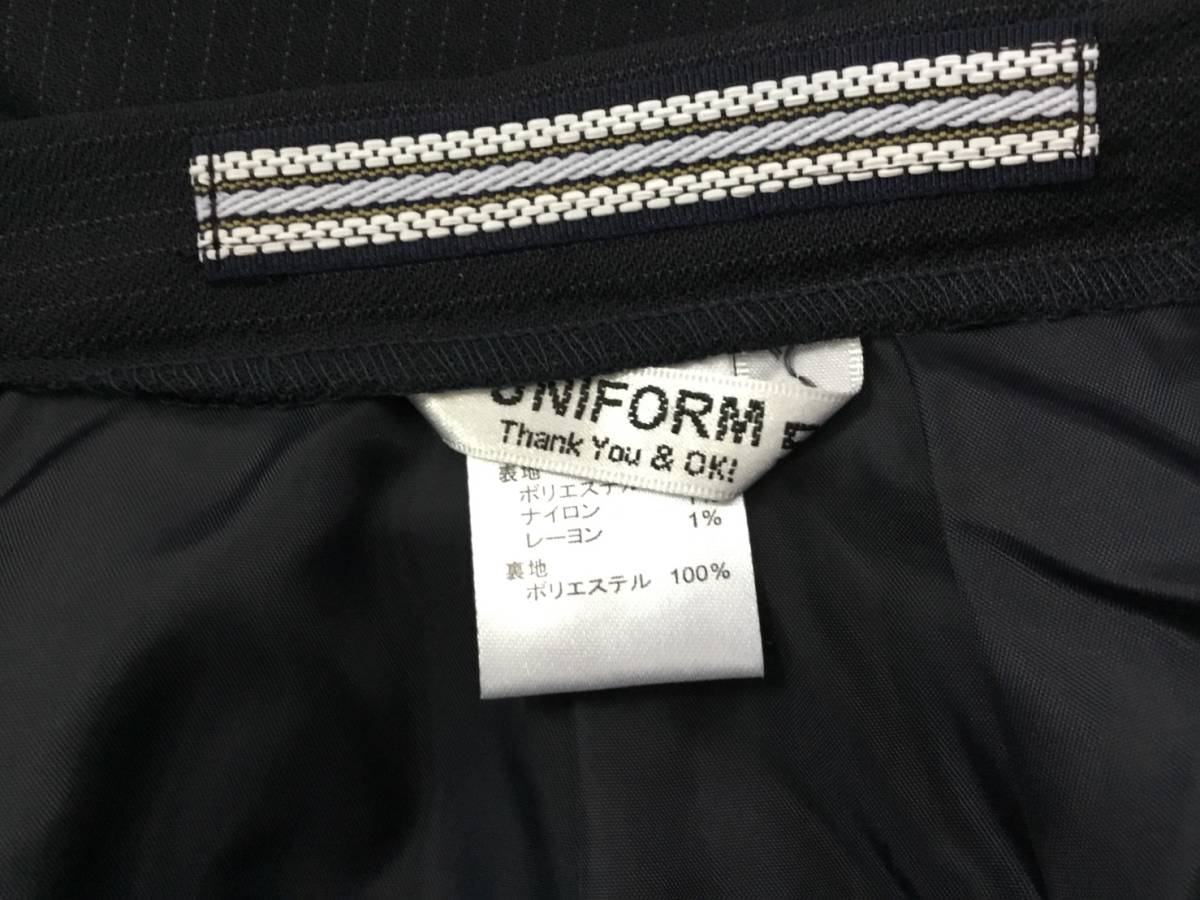 UNIFORM
Thank You & OK!
表地
ポリエステル
ナイロン 1%
レーヨン
裏地
ポリエステル 100%